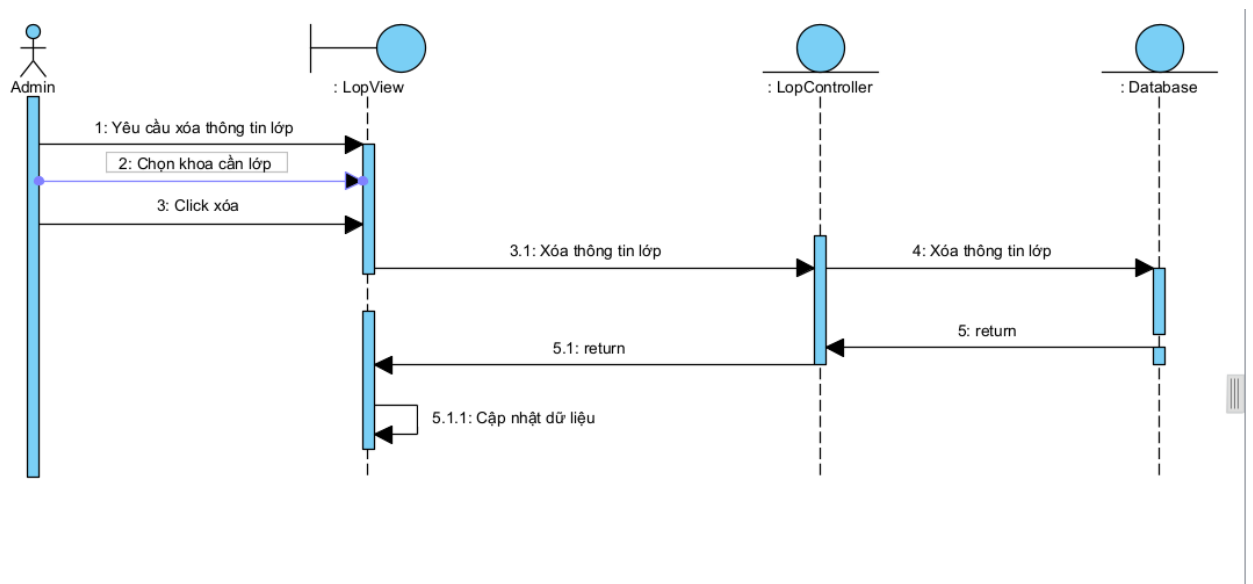 Admin
: LopView
: LopController
: Database
1: Yêu cầu xóa thông tin lớp
2: Chọn khoa cần lớp
3: Click xóa
3.1: Xóa thông tin lớp
4: Xóa thông tin lớp
5: return
5.1: return
5.1.1: Cập nhật dữ liệu